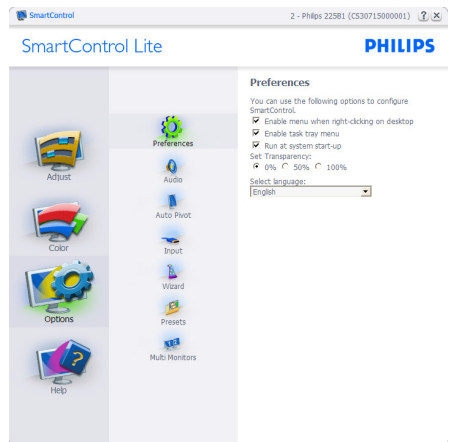 SmartControl
2 - Philips 225B1 (CS30715000001)
SmartControl Lite
PHILIPS
Adjust
Color
Options
Help
Preferences
Audio
Auto Pivot
Input
Wizard
Presets
Multi Monitors
Preferences
You can use the following options to configure
SmartControl.
Enable menu when right-clicking on desktop
Enable task tray menu
Run at system start-up
Set Transparency:
0% 50% 100%
Select language:
English